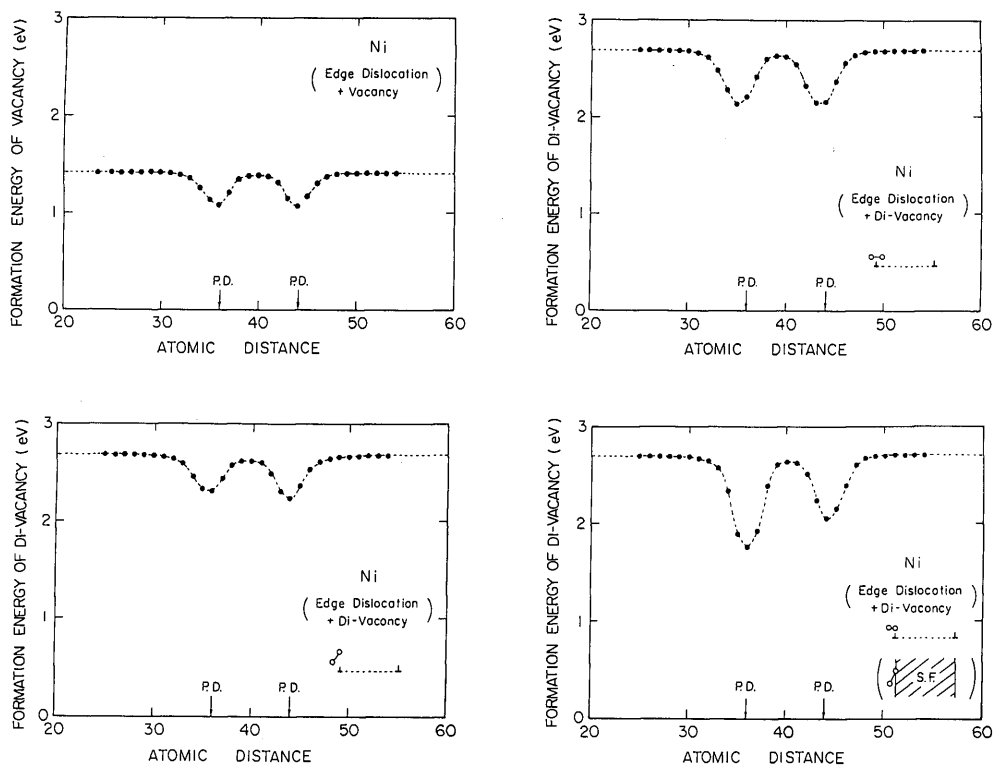 FORMATION ENERGY OF VACANCY (eV)
3
2
1
0
Ni
( Edge Dislocation
+ Vacancy )
P.D. P.D.
20 30 40 50 60
ATOMIC DISTANCE
FORMATION ENERGY OF DI-VACANCY (eV)
3
2
1
0
Ni
( Edge Dislocation
+ Di-Vacancy )
P.D. P.D.
20 30 40 50 60
ATOMIC DISTANCE
FORMATION ENERGY OF DI-VACANCY (eV)
3
2
1
0
Ni
( Edge Dislocation
+ Di-Vacancy )
P.D. P.D.
20 30 40 50 60
ATOMIC DISTANCE
FORMATION ENERGY OF DI-VACANCY (eV)
3
2
1
0
Ni
( Edge Dislocation
+ Di-Vacancy )
( S.F. )
P.D. P.D.
20 30 40 50 60
ATOMIC DISTANCE